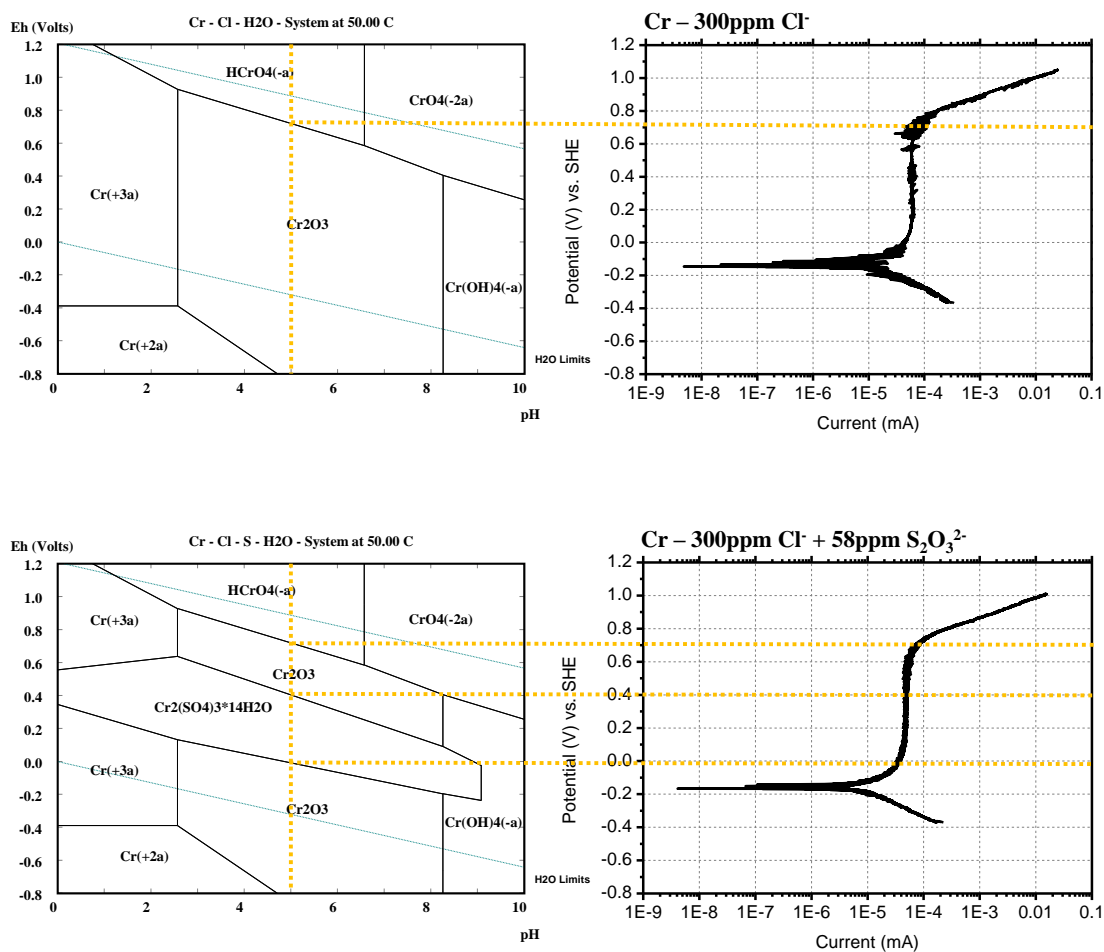 Eh (Volts)
Cr - Cl - H2O - System at 50.00 C
1.2
1.0
0.8
0.6
0.4
0.2
0.0
-0.2
-0.4
-0.6
-0.8
HCrO4(-a)
CrO4(-2a)
Cr(+3a)
Cr2O3
Cr(OH)4(-a)
Cr(+2a)
H2O Limits
0 2 4 6 8 10
pH
Cr – 300ppm Cl⁻
Potential (V) vs. SHE
1.2
1.0
0.8
0.6
0.4
0.2
0.0
-0.2
-0.4
-0.6
-0.8
1E-9 1E-8 1E-7 1E-6 1E-5 1E-4 1E-3 0.01 0.1
Current (mA)
Eh (Volts)
Cr - Cl - S - H2O - System at 50.00 C
1.2
1.0
0.8
0.6
0.4
0.2
0.0
-0.2
-0.4
-0.6
-0.8
HCrO4(-a)
Cr(+3a)
CrO4(-2a)
Cr2O3
Cr2(SO4)3*14H2O
Cr(+3a)
Cr2O3
Cr(OH)4(-a)
Cr(+2a)
H2O Limits
0 2 4 6 8 10
pH
Cr – 300ppm Cl⁻ + 58ppm S₂O₃²⁻
Potential (V) vs. SHE
1.2
1.0
0.8
0.6
0.4
0.2
0.0
-0.2
-0.4
-0.6
-0.8
1E-9 1E-8 1E-7 1E-6 1E-5 1E-4 1E-3 0.01 0.1
Current (mA)